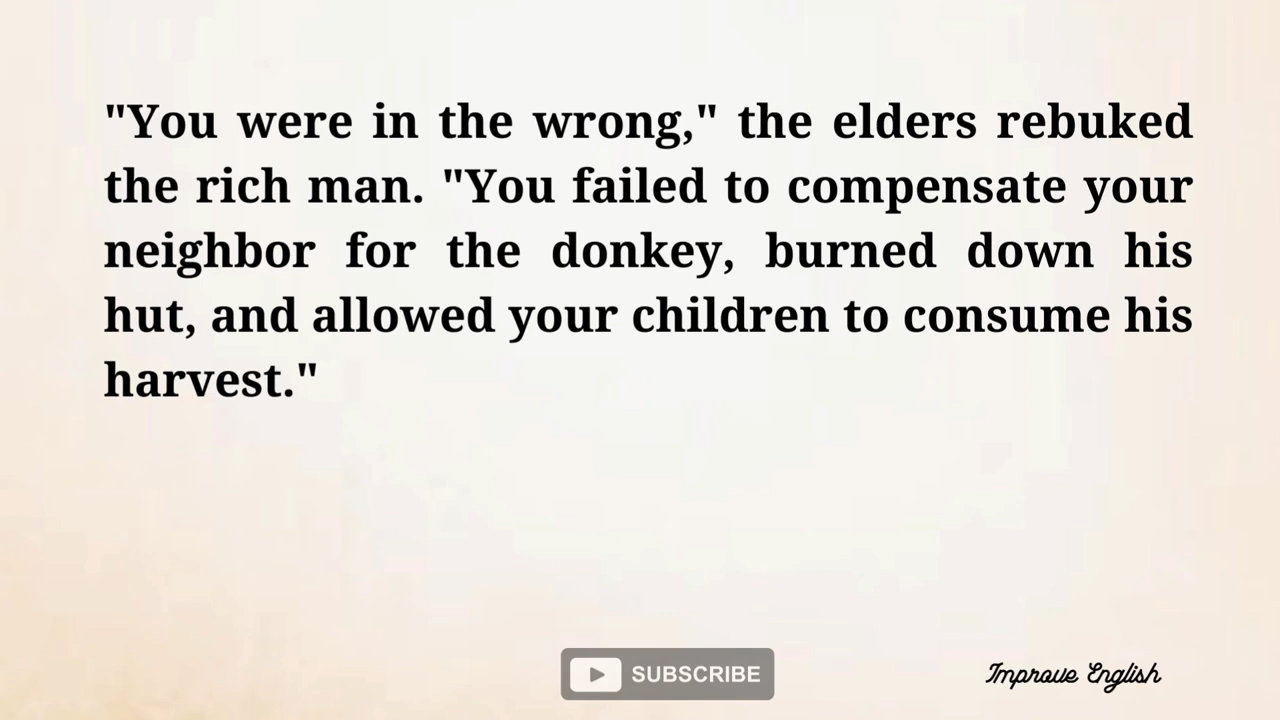 "You were in the wrong," the elders rebuked
the rich man. "You failed to compensate your
neighbor for the donkey, burned down his
hut, and allowed your children to consume his
harvest."
SUBSCRIBE
Improve English